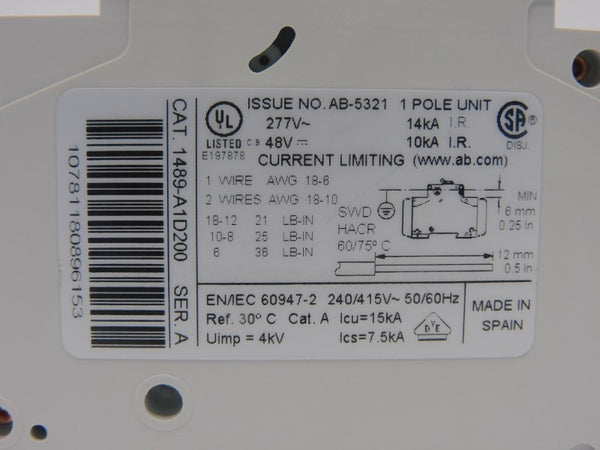 ISSUE NO. AB-5321 1 POLE UNIT
UL 277V~ 14kA I.R. SA ®
LISTED C.B. 48V 10kA I.R. DISJ.
E197878 CURRENT LIMITING (www.ab.com)
1 WIRE AWG 18-6
2 WIRES AWG 18-10
18-12 21 LB-IN
10-8 25 LB-IN
6 36 LB-IN
SWD
HACR
60/75° C
MIN
6 mm
0.25 in
12 mm
0.5 in
EN/IEC 60947-2 240/415V~ 50/60Hz
Ref. 30° C Cat. A Icu=15kA
Uimp = 4kV Ics=7.5kA
DVE
MADE IN
SPAIN
CAT. 1489-A1D200 SER. A
10781180896153